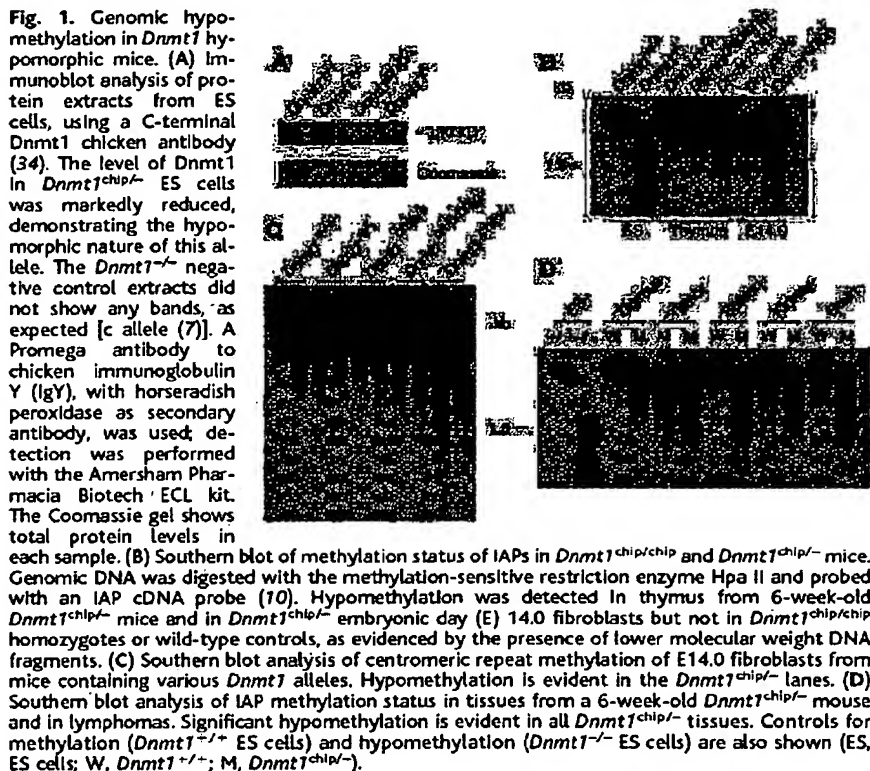 Fig. 1. Genomic hypo-
methylation in Dnmt1 hy-
pomorphic mice. (A) Im-
munoblot analysis of pro-
tein extracts from ES
cells, using a C-terminal
Dnmt1 chicken antibody
(34). The level of Dnmt1
in Dnmt1chip/– ES cells
was markedly reduced,
demonstrating the hypo-
morphic nature of this al-
lele. The Dnmt1–/– nega-
tive control extracts did
not show any bands, as
expected [c allele (7)]. A
Promega antibody to
chicken immunoglobulin
Y (IgY), with horseradish
peroxidase as secondary
antibody, was used; de-
tection was performed
with the Amersham Phar-
macia Biotech ECL kit.
The Coomassie gel shows
total protein levels in
each sample. (B) Southern blot of methylation status of IAPs in Dnmt1chip/chip and Dnmt1chip/– mice.
Genomic DNA was digested with the methylation-sensitive restriction enzyme Hpa II and probed
with an IAP cDNA probe (10). Hypomethylation was detected in thymus from 6-week-old
Dnmt1chip/– mice and in Dnmt1chip/– embryonic day (E) 14.0 fibroblasts but not in Dnmt1chip/chip
homozygotes or wild-type controls, as evidenced by the presence of lower molecular weight DNA
fragments. (C) Southern blot analysis of centromeric repeat methylation of E14.0 fibroblasts from
mice containing various Dnmt1 alleles. Hypomethylation is evident in the Dnmt1chip/– lanes. (D)
Southern blot analysis of IAP methylation status in tissues from a 6-week-old Dnmt1chip/– mouse
and in lymphomas. Significant hypomethylation is evident in all Dnmt1chip/– tissues. Controls for
methylation (Dnmt1+/+ ES cells) and hypomethylation (Dnmt1–/– ES cells) are also shown (ES,
ES cells; W, Dnmt1+/+; M, Dnmt1chip/–).
A
Coomassie
C
D
ES Thymus E14.0